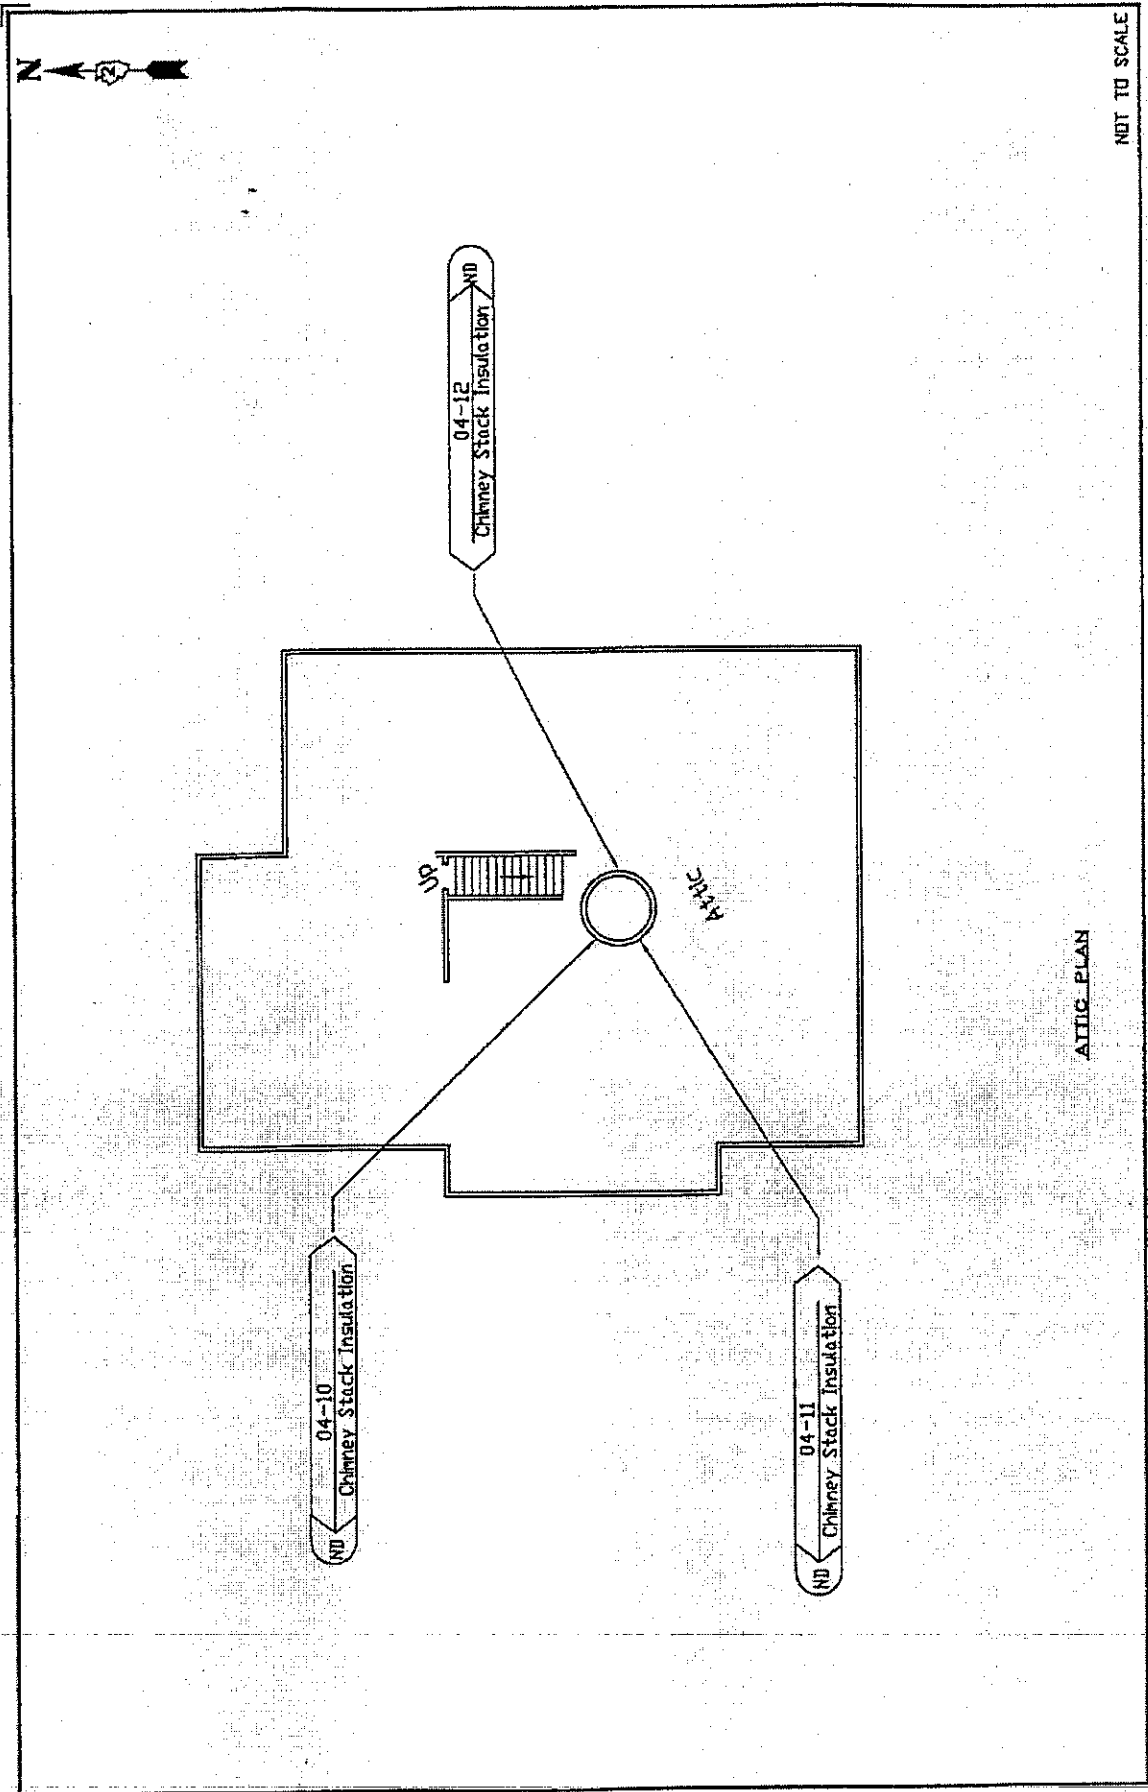 N
04-12
Chimney Stack Insulation
ND
04-10
Chimney Stack Insulation
ND
UP
Attic
04-11
Chimney Stack Insulation
ND
ATTIC PLAN
NOT TO SCALE